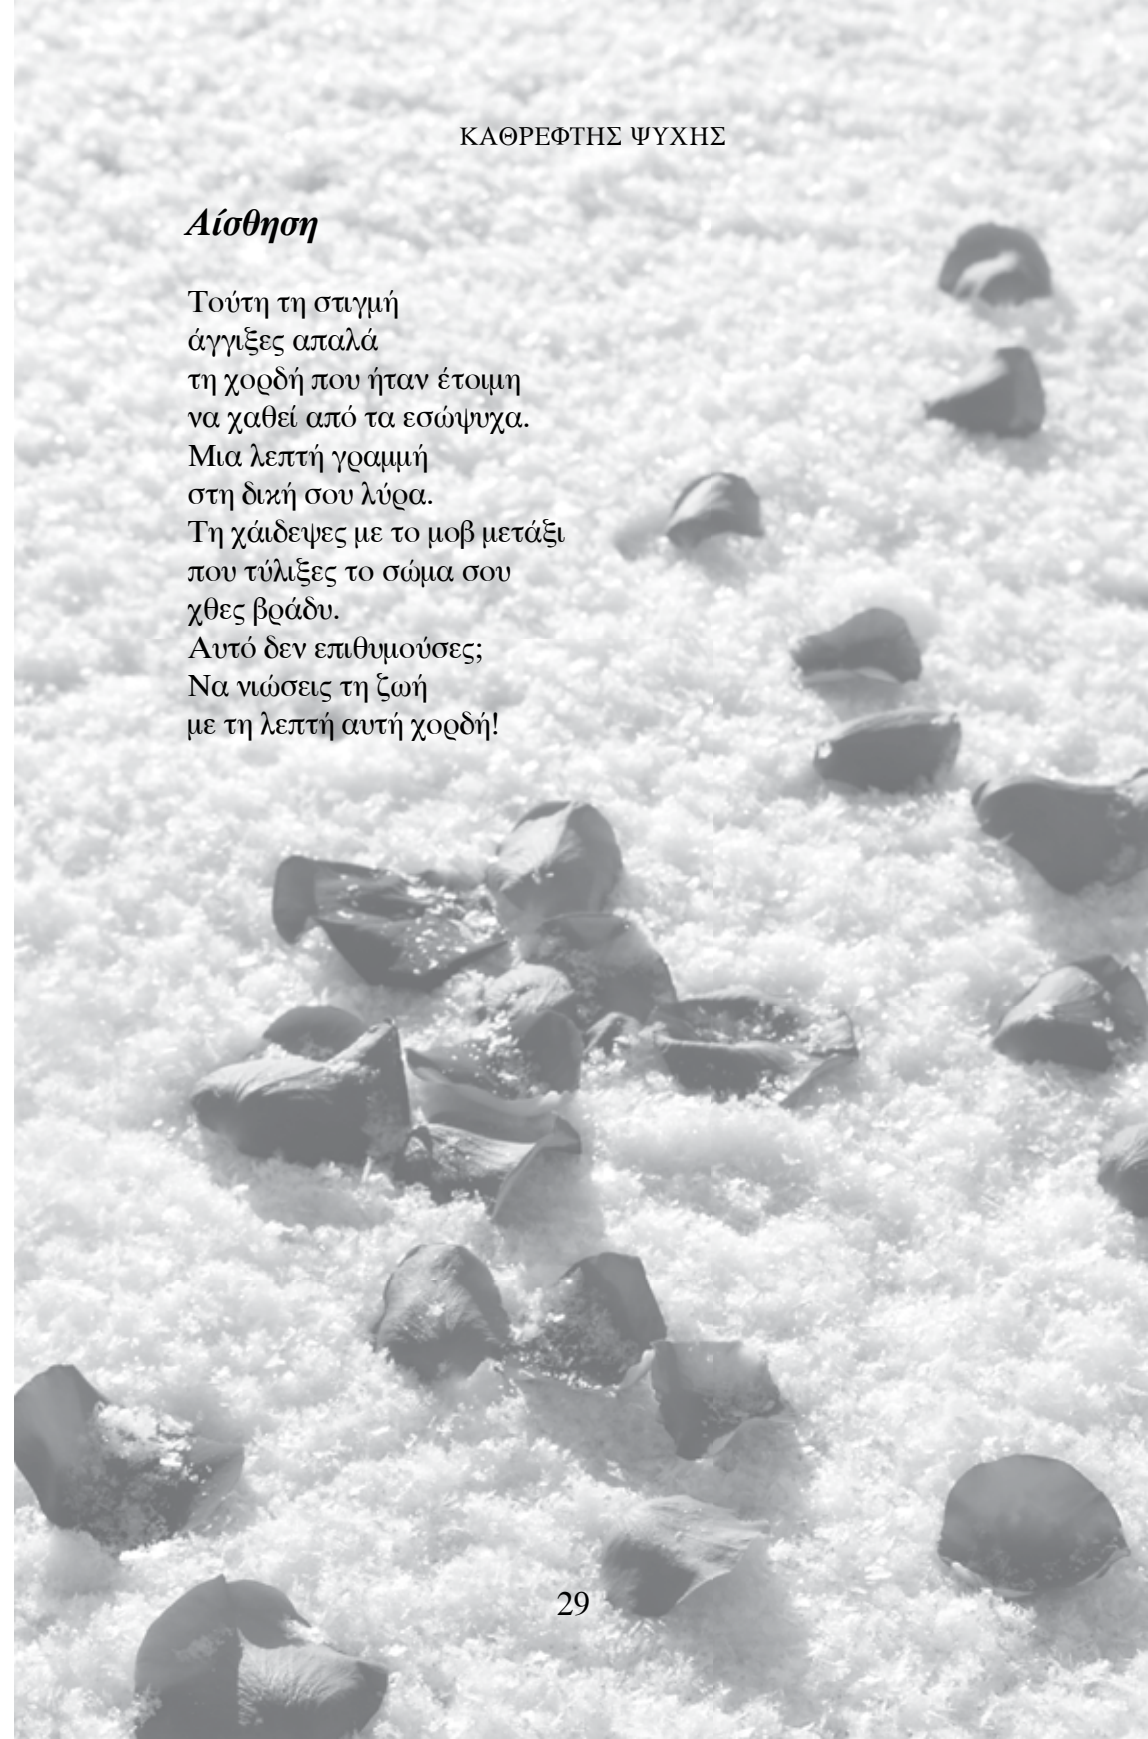 ΚΑΘΡΕΦΤΗΣ ΨΥΧΗΣ
Αίσθηση
Τούτη τη στιγμή
άγγιξες απαλά
τη χορδή που ήταν έτοιμη
να χαθεί από τα εσώψυχα.
Μια λεπτή γραμμή
στη δική σου λύρα.
Τη χάιδεψες με το μοβ μετάξι
που τύλιξες το σώμα σου
χθες βράδυ.
Αυτό δεν επιθυμούσες;
Να νιώσεις τη ζωή
με τη λεπτή αυτή χορδή!
29